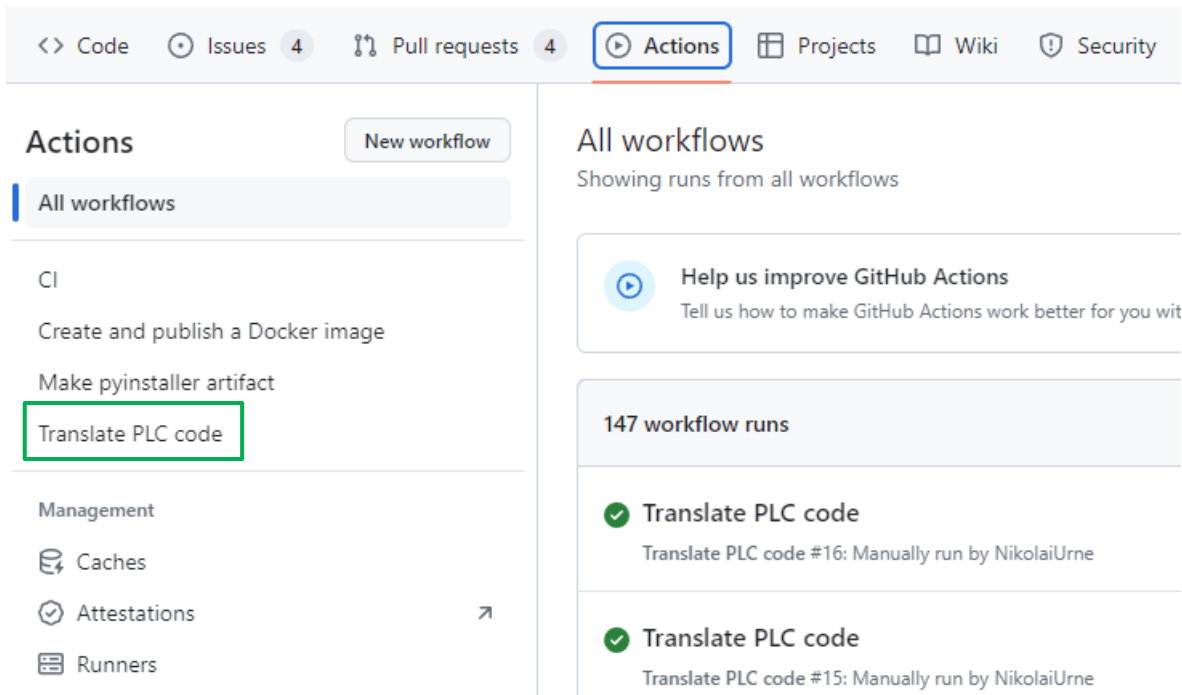 Code Issues 4 Pull requests 4 Actions Projects Wiki Security
Actions
New workflow
All workflows
CI
Create and publish a Docker image
Make pyinstaller artifact
Translate PLC code
Management
Caches
Attestations
Runners
All workflows
Showing runs from all workflows
Help us improve GitHub Actions
Tell us how to make GitHub Actions work better for you wit
147 workflow runs
Translate PLC code
Translate PLC code #16: Manually run by NikolaiUrne
Translate PLC code
Translate PLC code #15: Manually run by NikolaiUrne